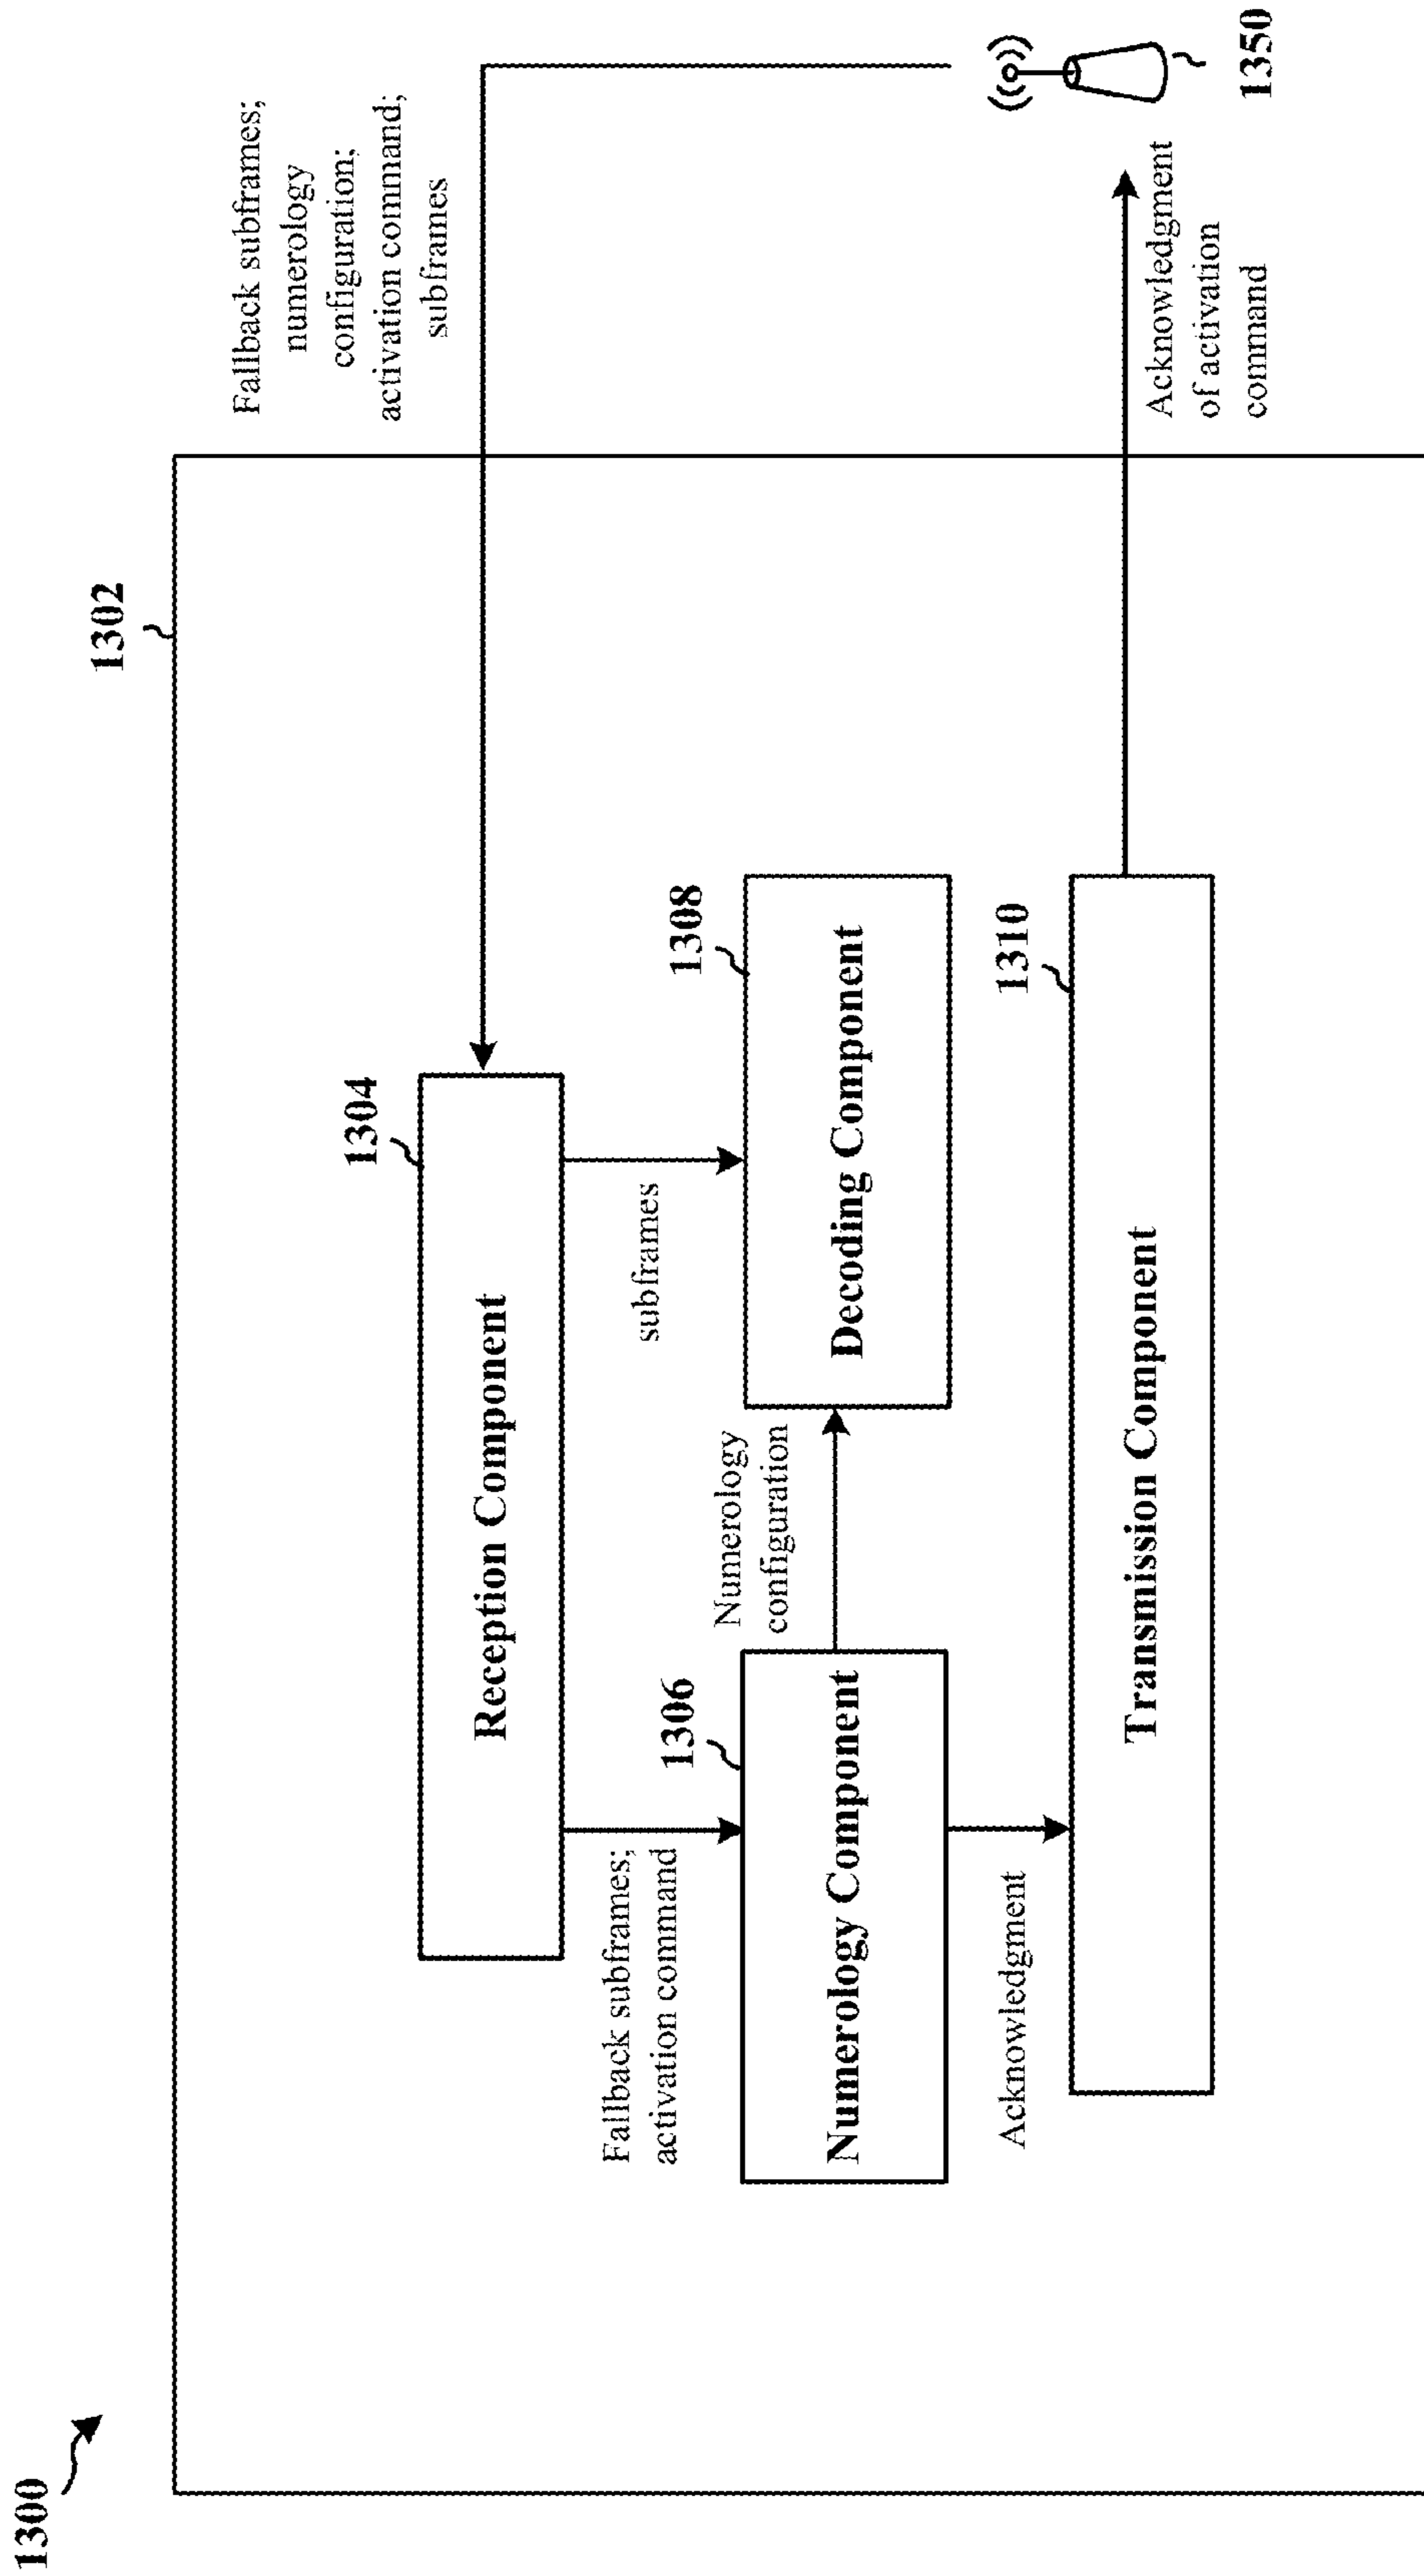 1300
1302
Fallback subframes;
numerology
configuration;
activation command;
subframes
1304
Reception Component
Fallback subframes;
activation command
subframes
1306
Numerology Component
Numerology
configuration
1308
Decoding Component
Acknowledgment
1310
Transmission Component
Acknowledgment
of activation
command
1350